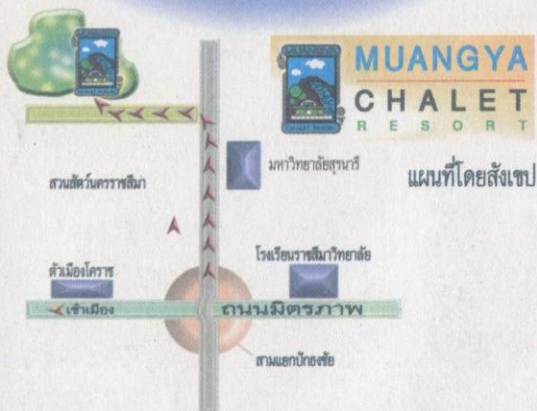 MUANGYA
CHALET
RESORT
แผนที่โดยสังเขป
มหาวิทยาลัยสุรนารี
สวนสัตว์นครราชสีมา
โรงเรียนราชสีมาวิทยาลัย
ตัวเมืองโคราช
เข้าเมือง
ถนนมิตรภาพ
สามแยกปักธงชัย